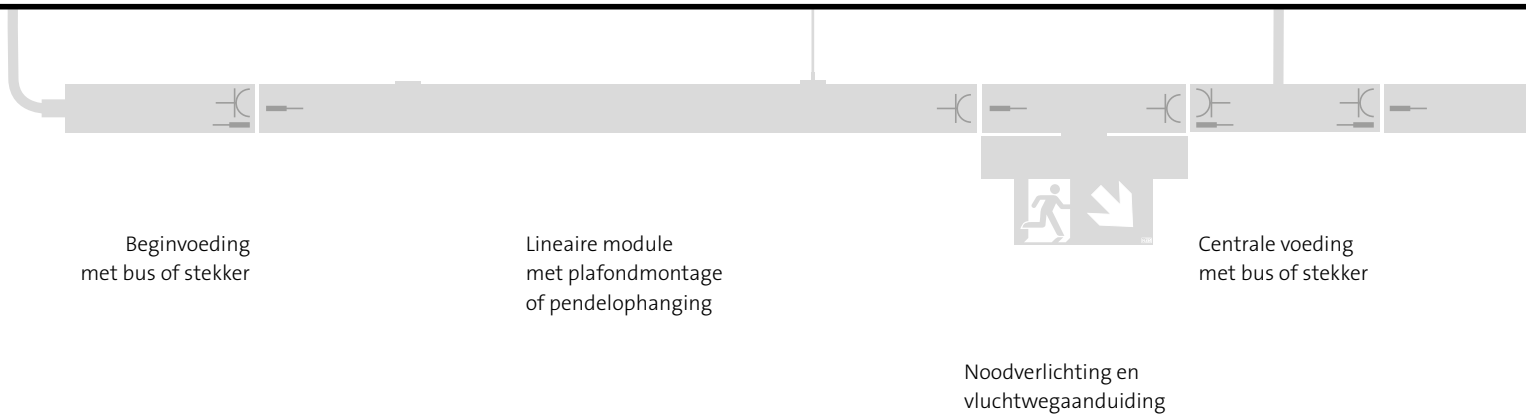 Beginvoeding
met bus of stekker
Lineaire module
met plafondmontage
of pendelophanging
Noodverlichting en
vluchtwegaanduiding
Centrale voeding
met bus of stekker